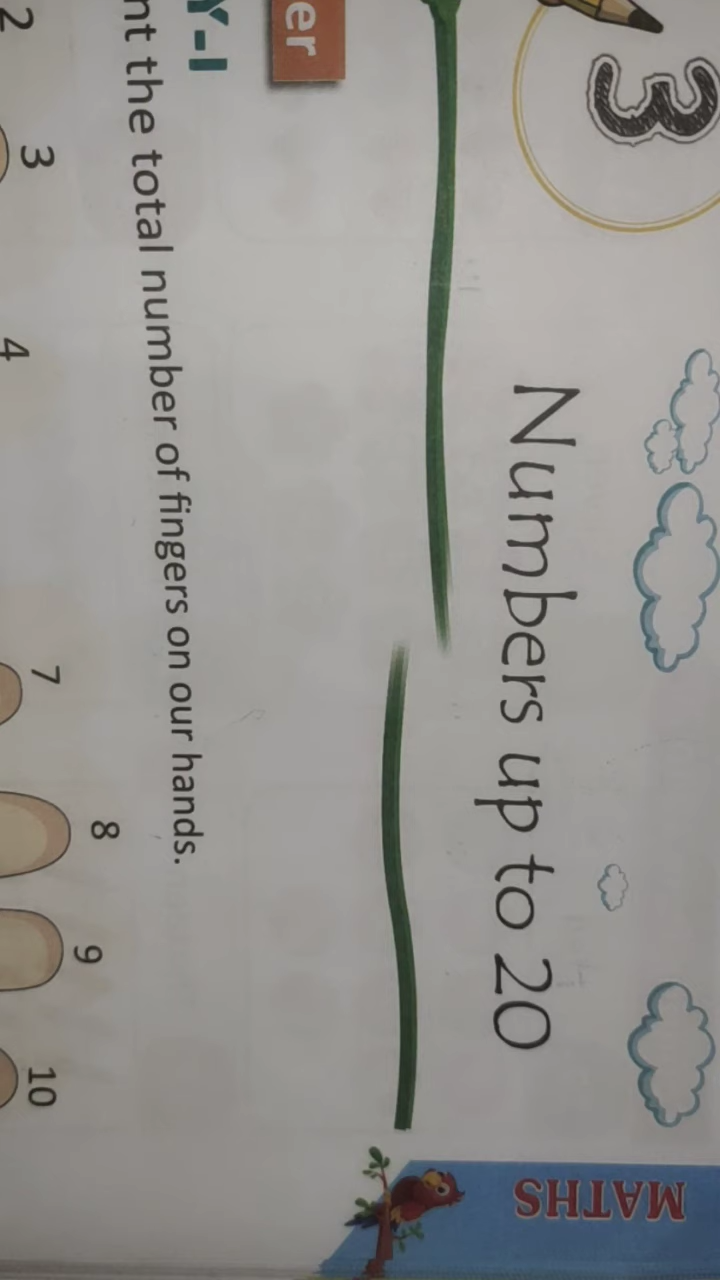 3
Numbers up to 20
MATHS
er
Y-I
nt the total number of fingers on our hands.
2 3 4 7 8 9 10